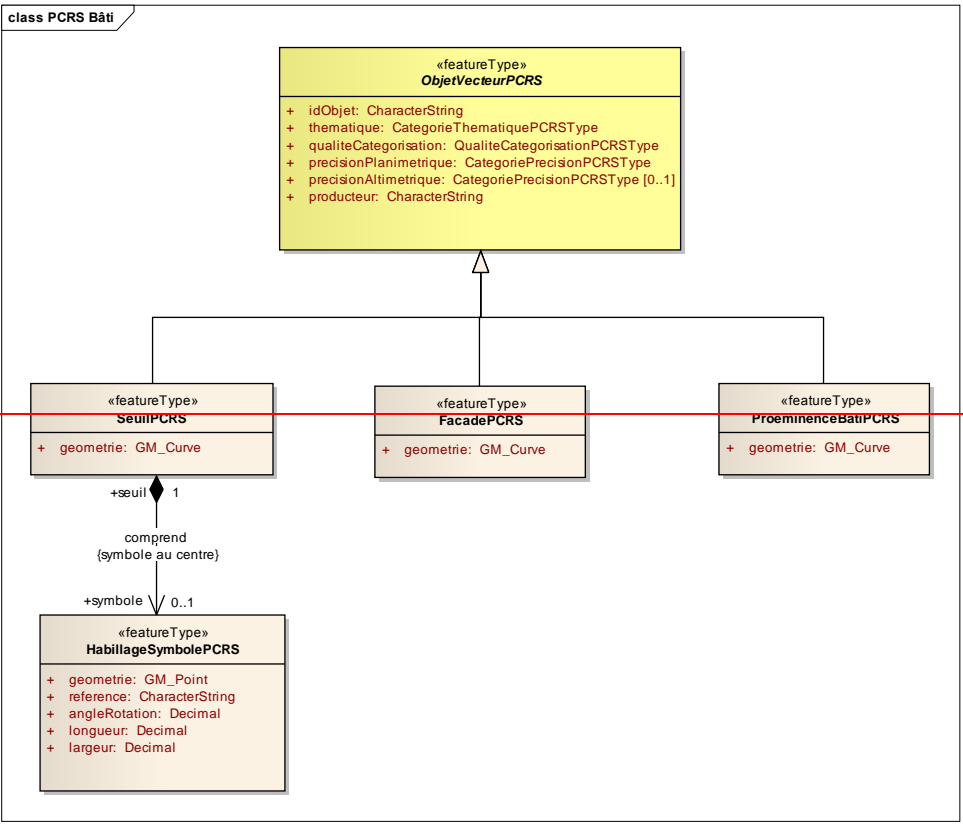 class PCRS Bâti
«featureType»
ObjetVecteurPCRS
+ idObjet: CharacterString
+ thematique: CategorieThematiquePCRSType
+ qualiteCategorisation: QualiteCategorisationPCRSType
+ precisionPlanimetrique: CategoriePrecisionPCRSType
+ precisionAltimetrique: CategoriePrecisionPCRSType [0..1]
+ producteur: CharacterString
«featureType»
SeuilPCRS
+ geometrie: GM_Curve
«featureType»
FacadePCRS
+ geometrie: GM_Curve
«featureType»
ProeminenceBatiPCRS
+ geometrie: GM_Curve
+seuil 1
comprend
{symbole au centre}
+symbole 0..1
«featureType»
HabillageSymbolePCRS
+ geometrie: GM_Point
+ reference: CharacterString
+ angleRotation: Decimal
+ longueur: Decimal
+ largeur: Decimal